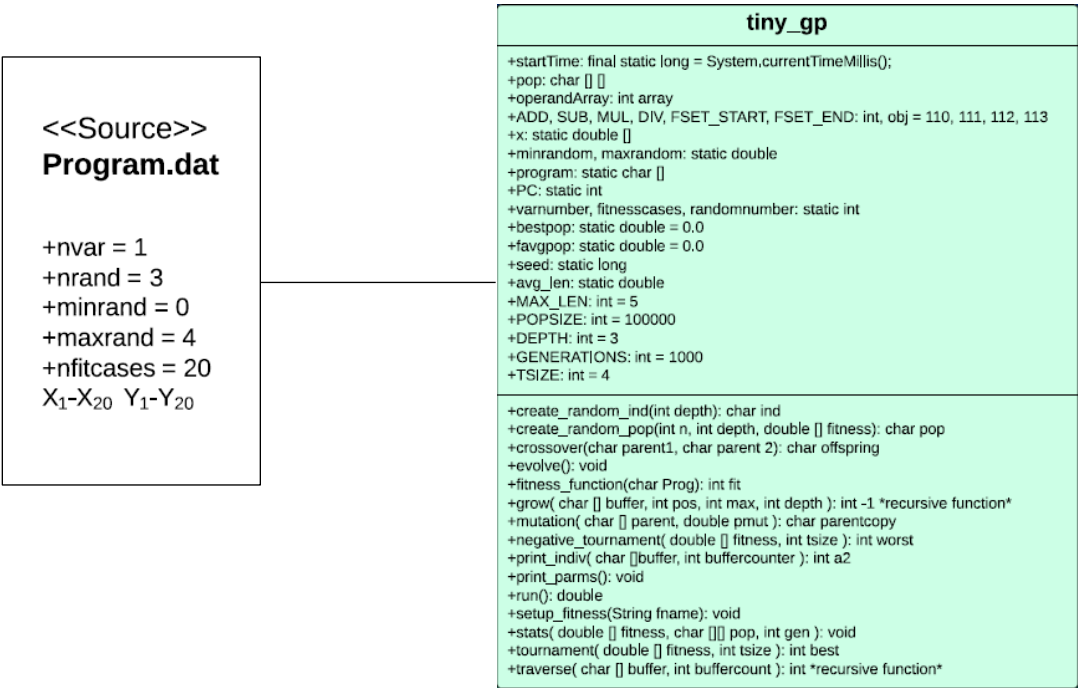 <<Source>>
Program.dat
+nvar = 1
+nrand = 3
+minrand = 0
+maxrand = 4
+nfitcases = 20
X₁-X₂₀ Y₁-Y₂₀
tiny_gp
+startTime: final static long = System.currentTimeMillis();
+pop: char [] []
+operandArray: int array
+ADD, SUB, MUL, DIV, FSET_START, FSET_END: int, obj = 110, 111, 112, 113
+x: static double []
+minrandom, maxrandom: static double
+program: static char []
+PC: static int
+varnumber, fitnesscases, randomnumber: static int
+bestpop: static double = 0.0
+favgpop: static double = 0.0
+seed: static long
+avg_len: static double
+MAX_LEN: int = 5
+POPSIZE: int = 100000
+DEPTH: int = 3
+GENERATIONS: int = 1000
+TSIZE: int = 4
+create_random_ind(int depth): char ind
+create_random_pop(int n, int depth, double [] fitness): char pop
+crossover(char parent1, char parent 2): char offspring
+evolve(): void
+fitness_function(char Prog): int fit
+grow( char [] buffer, int pos, int max, int depth ): int -1 *recursive function*
+mutation( char [] parent, double pmut ): char parentcopy
+negative_tournament( double [] fitness, int tsize ): int worst
+print_indiv( char []buffer, int buffercounter ): int a2
+print_parms(): void
+run(): double
+setup_fitness(String fname): void
+stats( double [] fitness, char [][] pop, int gen ): void
+tournament( double [] fitness, int tsize ): int best
+traverse( char [] buffer, int buffercount ): int *recursive function*